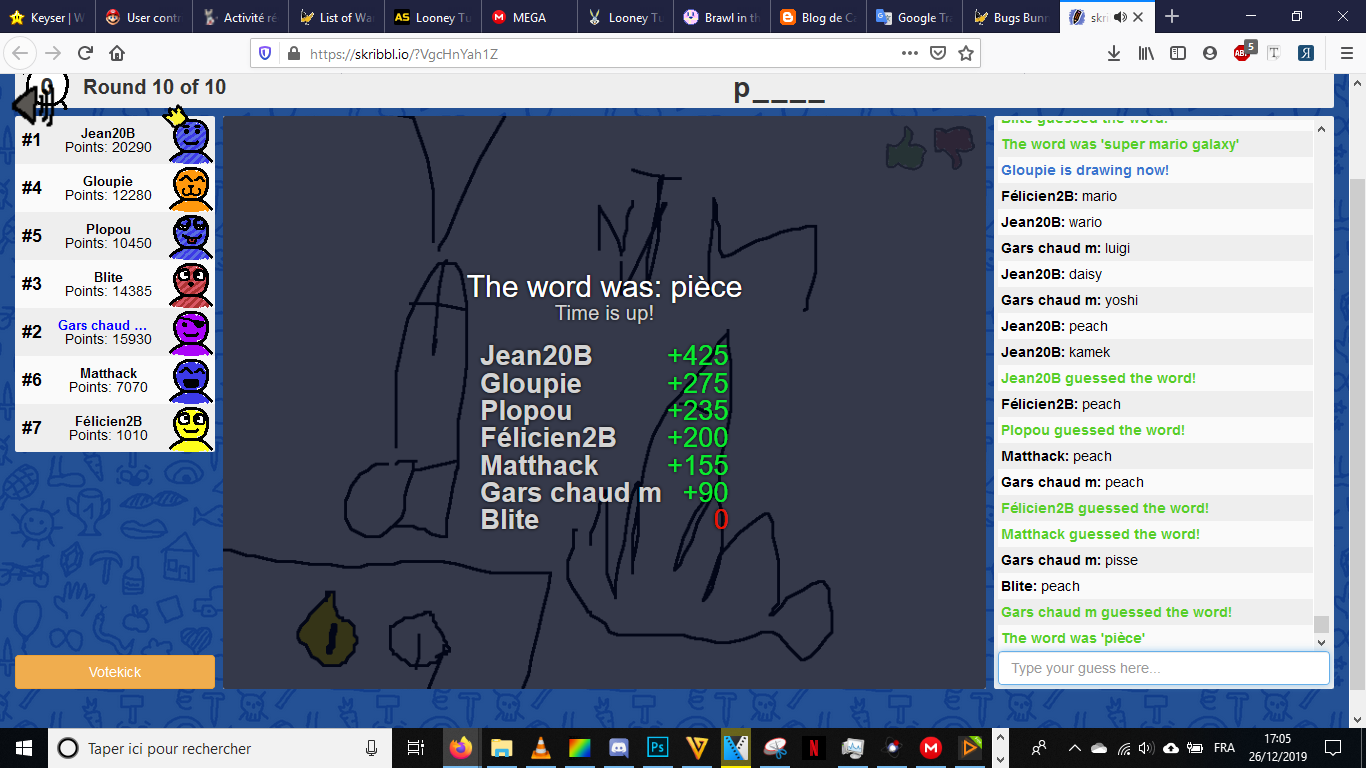 Keyser | W
User contr
Activité ré
List of Wa
Looney Tu
MEGA
Looney Tu
Brawl in th
Blog de Ca
Google Tra
Bugs Bunn
skri
https://skribbl.io/?VgcHnYah1Z
5
Round 10 of 10
p____
#1 Jean20B
Points: 20290
#4 Gloupie
Points: 12280
#5 Plopou
Points: 10450
#3 Blite
Points: 14385
#2 Gars chaud ...
Points: 15930
#6 Matthack
Points: 7070
#7 Félicien2B
Points: 1010
Votekick
The word was: pièce
Time is up!
Jean20B +425
Gloupie +275
Plopou +235
Félicien2B +200
Matthack +155
Gars chaud m +90
Blite 0
Blite guessed the word!
The word was 'super mario galaxy'
Gloupie is drawing now!
Félicien2B: mario
Jean20B: wario
Gars chaud m: luigi
Jean20B: daisy
Gars chaud m: yoshi
Jean20B: peach
Jean20B: kamek
Jean20B guessed the word!
Félicien2B: peach
Plopou guessed the word!
Matthack: peach
Gars chaud m: peach
Félicien2B guessed the word!
Matthack guessed the word!
Gars chaud m: pisse
Blite: peach
Gars chaud m guessed the word!
The word was 'pièce'
Type your guess here...
Taper ici pour rechercher
FRA
17:05
26/12/2019